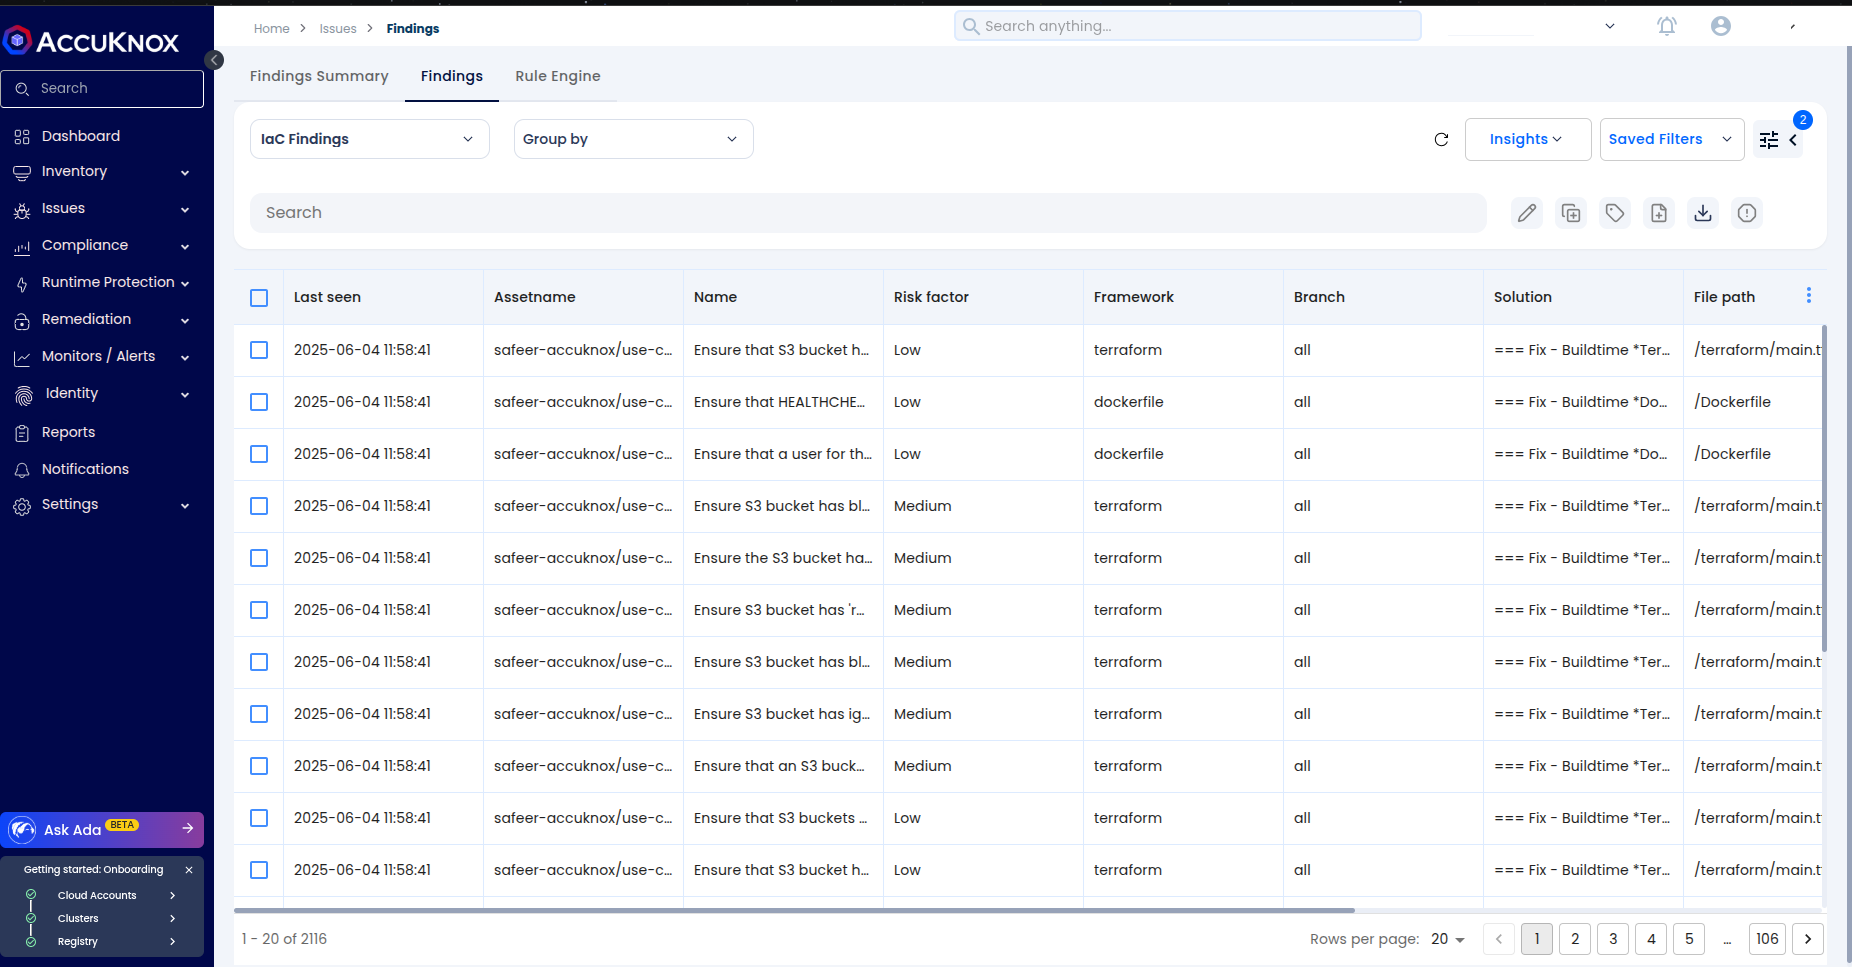 ACCUKNOX
Home > Issues > Findings
Search anything...
Search
Findings Summary
Findings
Rule Engine
Dashboard
Inventory
Issues
Compliance
Runtime Protection
Remediation
Monitors / Alerts
Identity
Reports
Notifications
Settings
Ask Ada BETA
Getting started: Onboarding
Cloud Accounts
Clusters
Registry
IaC Findings
Group by
Insights
Saved Filters
2
Search
Last seen Assetname Name Risk factor Framework Branch Solution File path
2025-06-04 11:58:41 safeer-accuknox/use-c... Ensure that S3 bucket h... Low terraform all === Fix - Buildtime *Ter... /terraform/main.t
2025-06-04 11:58:41 safeer-accuknox/use-c... Ensure that HEALTHCHE... Low dockerfile all === Fix - Buildtime *Do... /Dockerfile
2025-06-04 11:58:41 safeer-accuknox/use-c... Ensure that a user for th... Low dockerfile all === Fix - Buildtime *Do... /Dockerfile
2025-06-04 11:58:41 safeer-accuknox/use-c... Ensure S3 bucket has bl... Medium terraform all === Fix - Buildtime *Ter... /terraform/main.t
2025-06-04 11:58:41 safeer-accuknox/use-c... Ensure the S3 bucket ha... Medium terraform all === Fix - Buildtime *Ter... /terraform/main.t
2025-06-04 11:58:41 safeer-accuknox/use-c... Ensure S3 bucket has 'r... Medium terraform all === Fix - Buildtime *Ter... /terraform/main.t
2025-06-04 11:58:41 safeer-accuknox/use-c... Ensure S3 bucket has bl... Medium terraform all === Fix - Buildtime *Ter... /terraform/main.t
2025-06-04 11:58:41 safeer-accuknox/use-c... Ensure S3 bucket has ig... Medium terraform all === Fix - Buildtime *Ter... /terraform/main.t
2025-06-04 11:58:41 safeer-accuknox/use-c... Ensure that an S3 buck... Medium terraform all === Fix - Buildtime *Ter... /terraform/main.t
2025-06-04 11:58:41 safeer-accuknox/use-c... Ensure that S3 buckets ... Low terraform all === Fix - Buildtime *Ter... /terraform/main.t
2025-06-04 11:58:41 safeer-accuknox/use-c... Ensure that S3 bucket h... Low terraform all === Fix - Buildtime *Ter... /terraform/main.t
1 - 20 of 2116
Rows per page: 20 < 1 2 3 4 5 ... 106 >